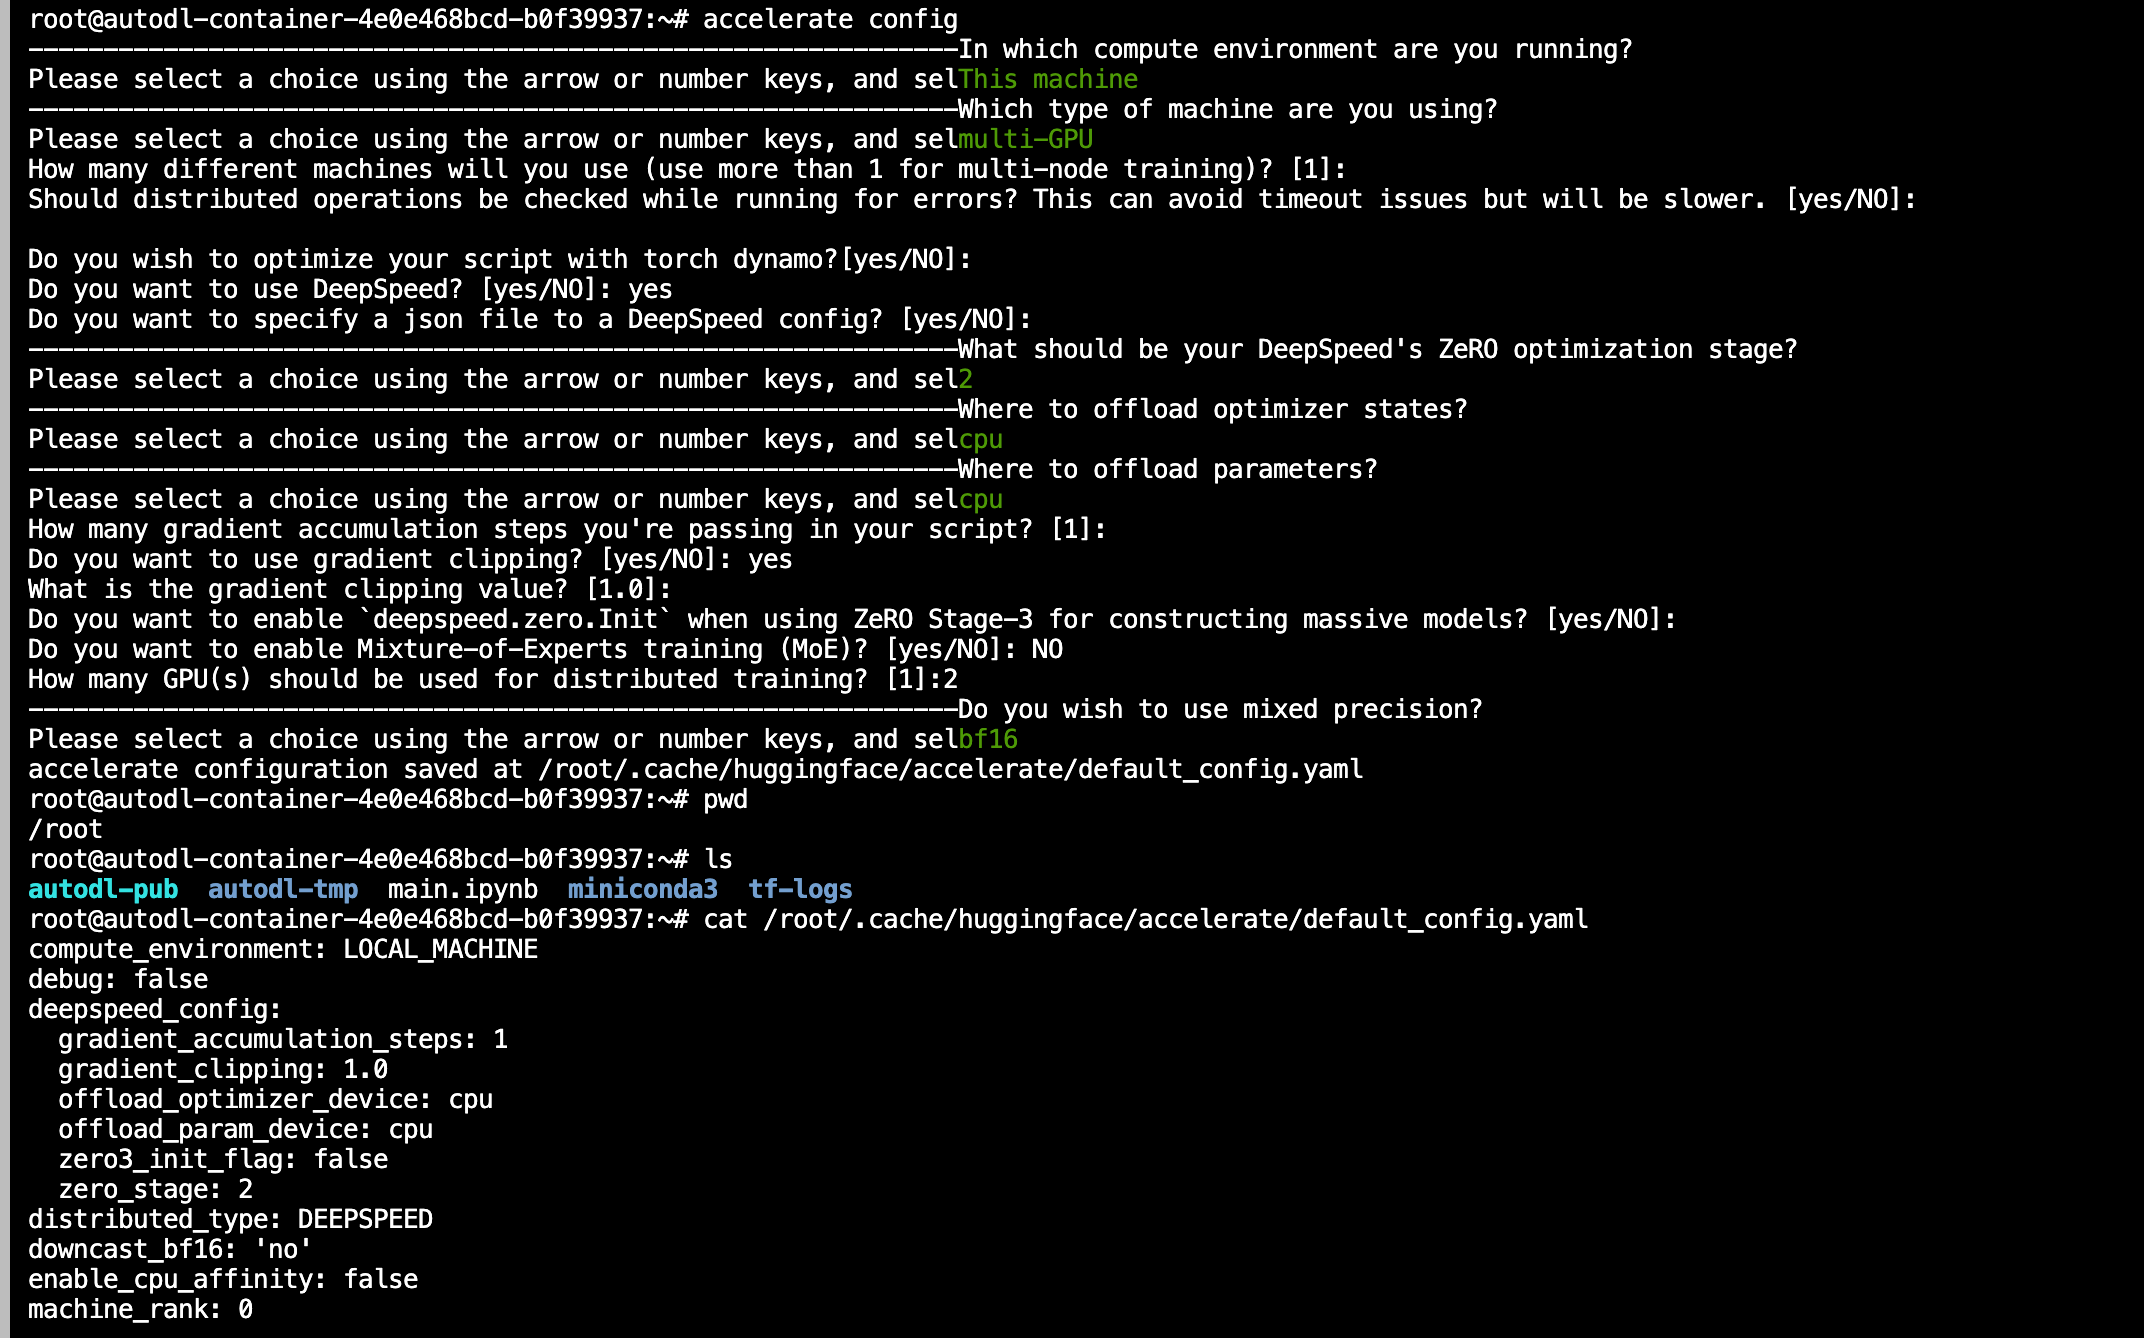 root@autodl-container-4e0e468bcd-b0f39937:~# accelerate config
--------------------------------------------------------------In which compute environment are you running?
Please select a choice using the arrow or number keys, and selThis machine
--------------------------------------------------------------Which type of machine are you using?
Please select a choice using the arrow or number keys, and selmulti-GPU
How many different machines will you use (use more than 1 for multi-node training)? [1]:
Should distributed operations be checked while running for errors? This can avoid timeout issues but will be slower. [yes/NO]:
Do you wish to optimize your script with torch dynamo?[yes/NO]:
Do you want to use DeepSpeed? [yes/NO]: yes
Do you want to specify a json file to a DeepSpeed config? [yes/NO]:
--------------------------------------------------------------What should be your DeepSpeed's ZeRO optimization stage?
Please select a choice using the arrow or number keys, and sel2
--------------------------------------------------------------Where to offload optimizer states?
Please select a choice using the arrow or number keys, and selcpu
--------------------------------------------------------------Where to offload parameters?
Please select a choice using the arrow or number keys, and selcpu
How many gradient accumulation steps you're passing in your script? [1]:
Do you want to use gradient clipping? [yes/NO]: yes
What is the gradient clipping value? [1.0]:
Do you want to enable `deepspeed.zero.Init` when using ZeRO Stage-3 for constructing massive models? [yes/NO]:
Do you want to enable Mixture-of-Experts training (MoE)? [yes/NO]: NO
How many GPU(s) should be used for distributed training? [1]:2
--------------------------------------------------------------Do you wish to use mixed precision?
Please select a choice using the arrow or number keys, and selbf16
accelerate configuration saved at /root/.cache/huggingface/accelerate/default_config.yaml
root@autodl-container-4e0e468bcd-b0f39937:~# pwd
/root
root@autodl-container-4e0e468bcd-b0f39937:~# ls
autodl-pub  autodl-tmp  main.ipynb  miniconda3  tf-logs
root@autodl-container-4e0e468bcd-b0f39937:~# cat /root/.cache/huggingface/accelerate/default_config.yaml
compute_environment: LOCAL_MACHINE
debug: false
deepspeed_config:
  gradient_accumulation_steps: 1
  gradient_clipping: 1.0
  offload_optimizer_device: cpu
  offload_param_device: cpu
  zero3_init_flag: false
  zero_stage: 2
distributed_type: DEEPSPEED
downcast_bf16: 'no'
enable_cpu_affinity: false
machine_rank: 0